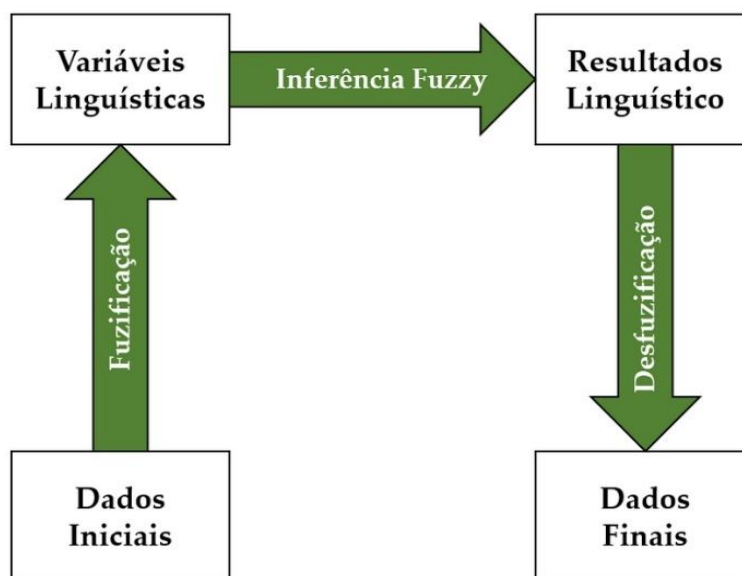 Variáveis
Linguísticas
Inferência Fuzzy
Resultados
Linguístico
Fuzificação
Desfuzificação
Dados
Iniciais
Dados
Finais